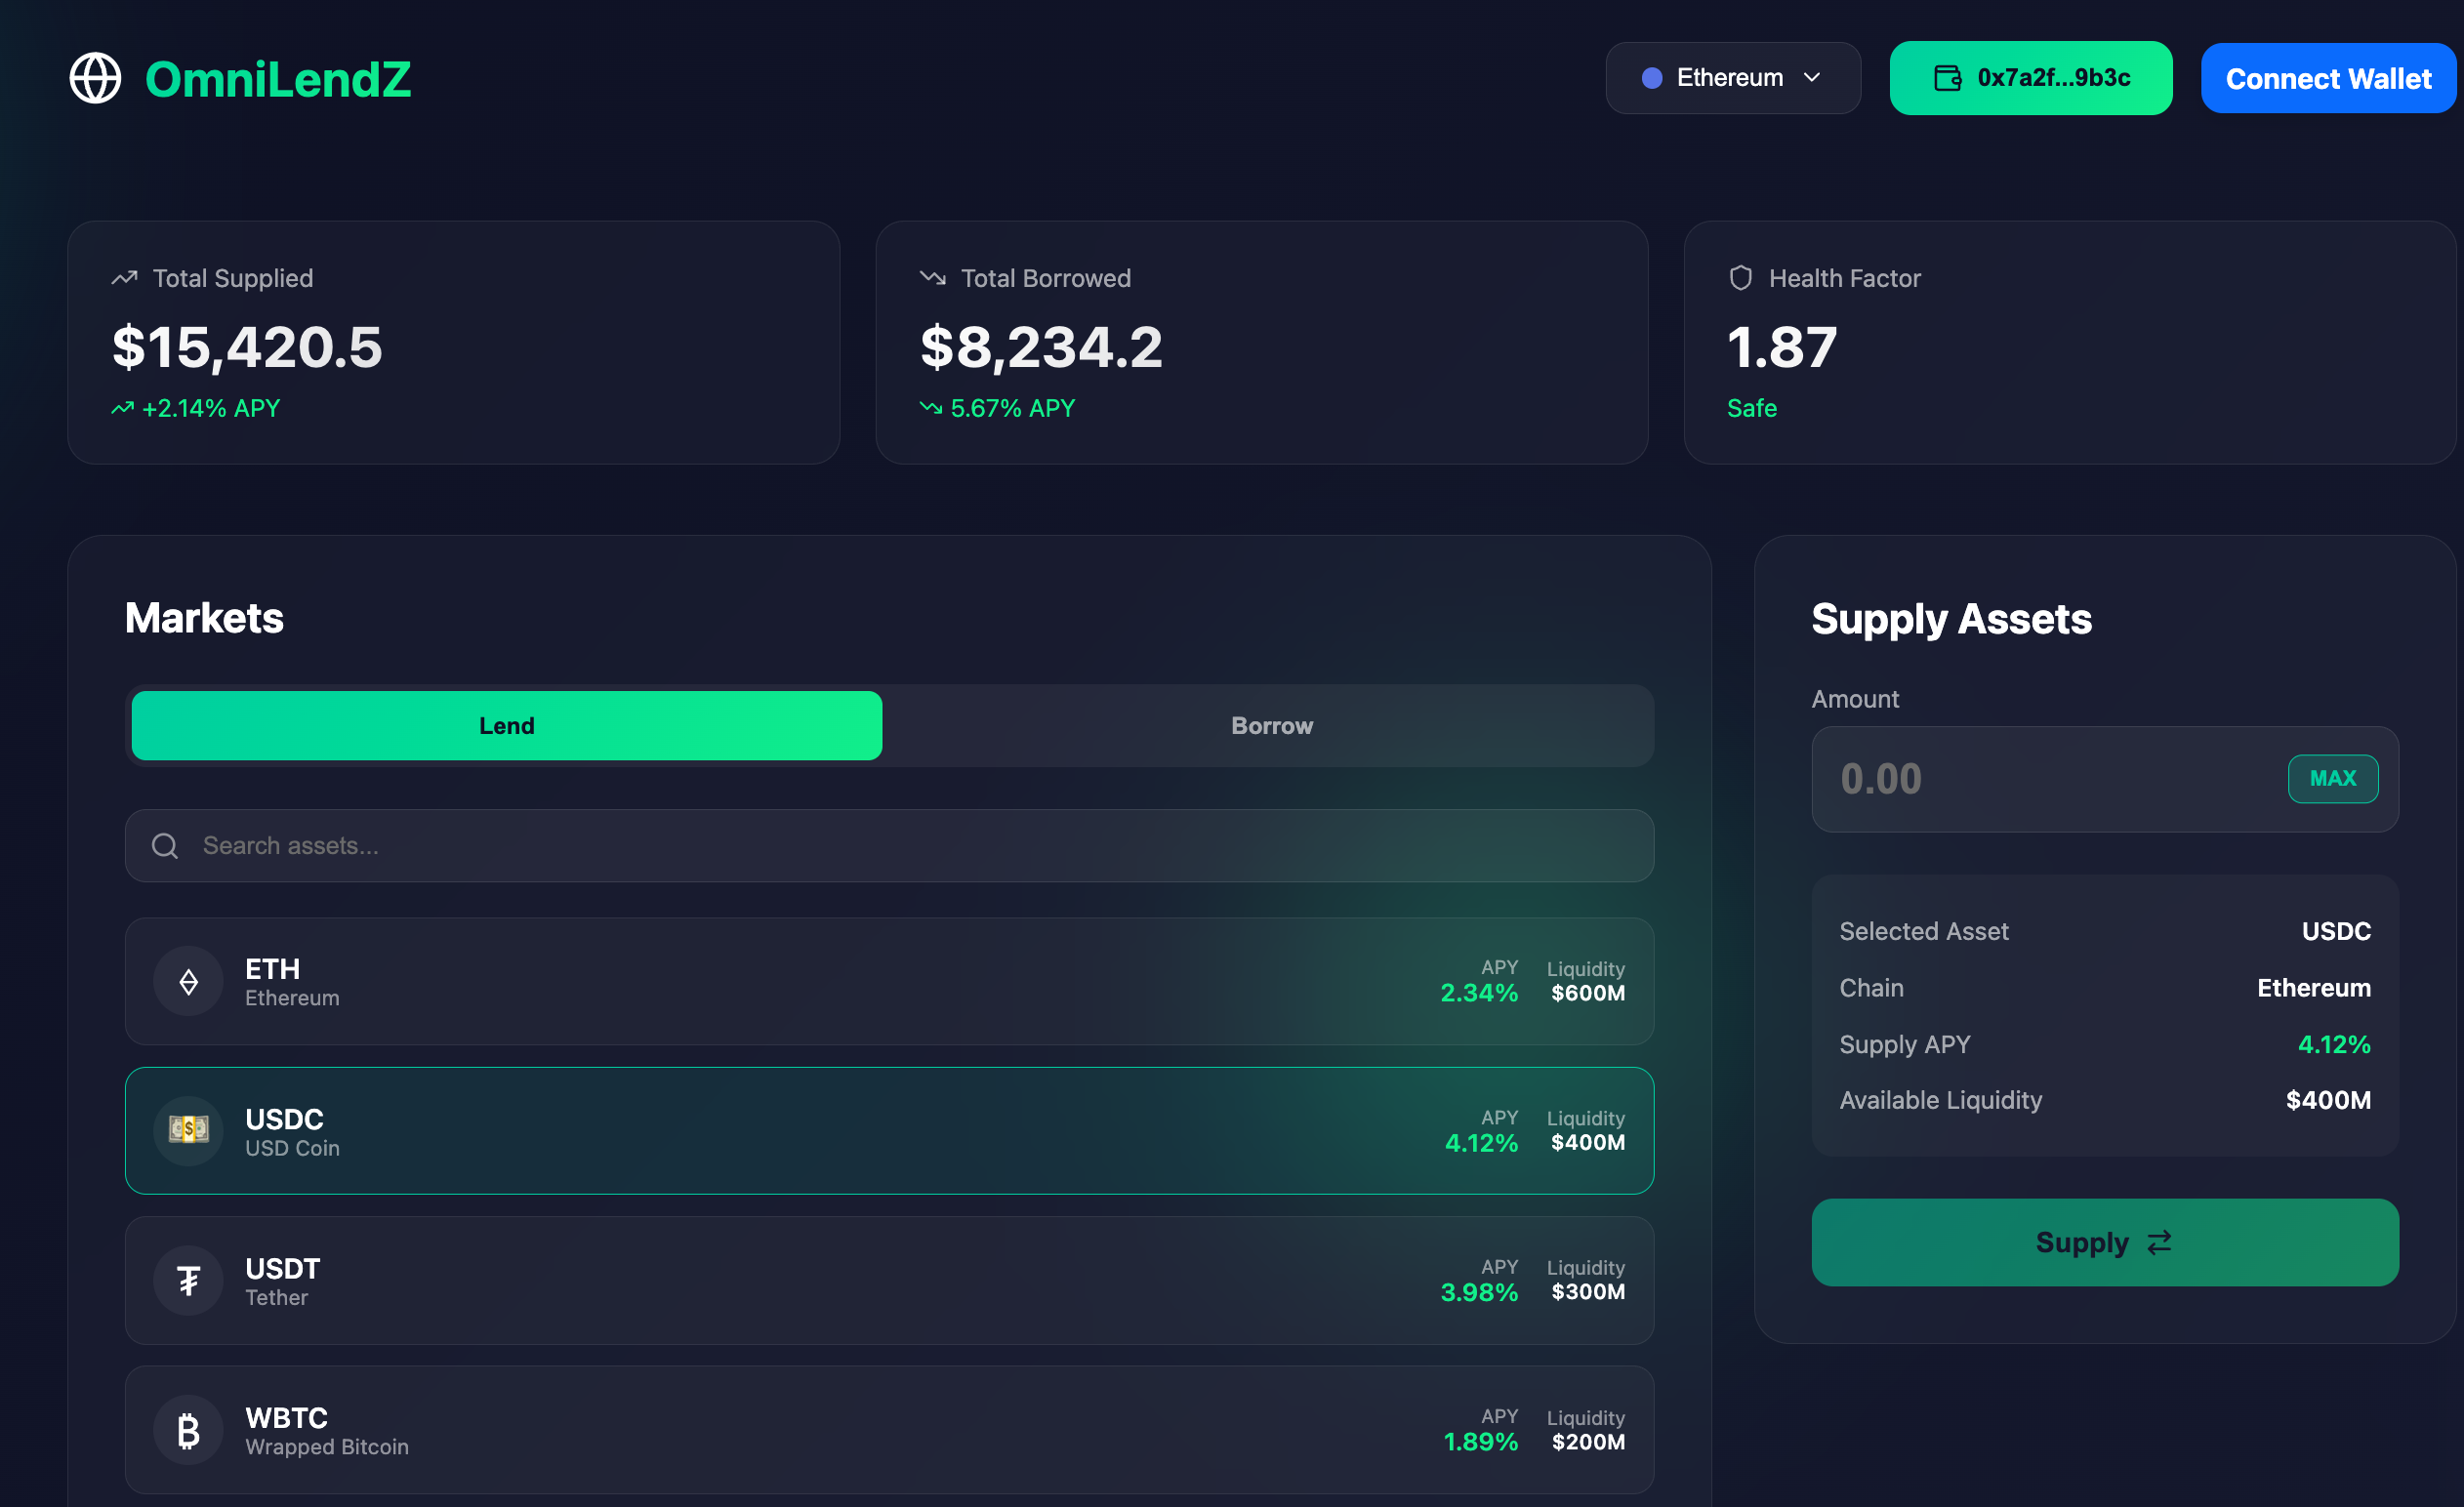 OmniLendZ
Ethereum
0x7a2f...9b3c
Connect Wallet
Total Supplied
$15,420.5
+2.14% APY
Total Borrowed
$8,234.2
5.67% APY
Health Factor
1.87
Safe
Markets
Lend
Borrow
Search assets...
ETH
Ethereum
APY
2.34%
Liquidity
$600M
USDC
USD Coin
APY
4.12%
Liquidity
$400M
USDT
Tether
APY
3.98%
Liquidity
$300M
WBTC
Wrapped Bitcoin
APY
1.89%
Liquidity
$200M
Supply Assets
Amount
0.00
MAX
Selected Asset USDC
Chain Ethereum
Supply APY 4.12%
Available Liquidity $400M
Supply